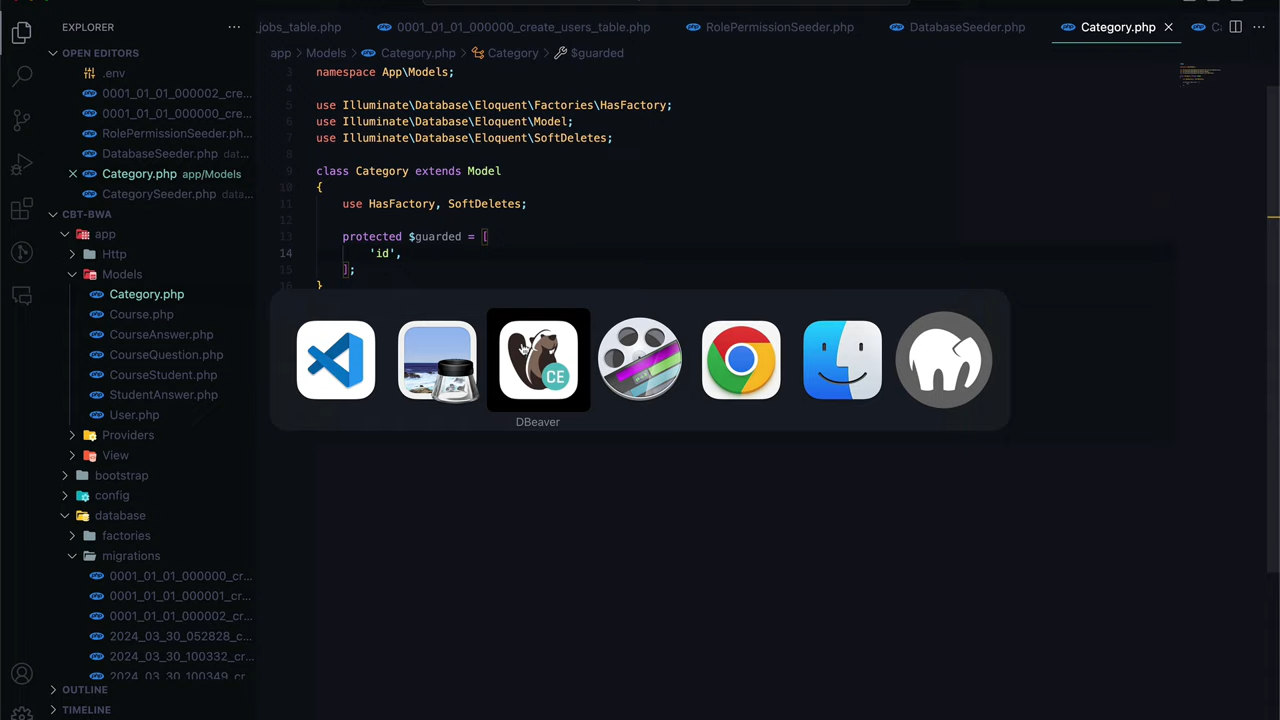 EXPLORER
OPEN EDITORS
.env
0001_01_01_000002_cre...
0001_01_01_000000_cre...
RolePermissionSeeder.ph...
DatabaseSeeder.php dat...
Category.php app/Models
CategorySeeder.php data...
CBT-BWA
app
Http
Models
Category.php
Course.php
CourseAnswer.php
CourseQuestion.php
CourseStudent.php
StudentAnswer.php
User.php
Providers
View
bootstrap
config
database
factories
migrations
0001_01_01_000000_cr...
0001_01_01_000001_cr...
0001_01_01_000002_cr...
2024_03_30_052828_c...
2024_03_30_100332_cr...
2024_03_30_100349_cr
OUTLINE
TIMELINE
_jobs_table.php 0001_01_01_000000_create_users_table.php RolePermissionSeeder.php DatabaseSeeder.php Category.php
app > Models > Category.php > Category > $guarded
3 namespace App\Models;
4
5 use Illuminate\Database\Eloquent\Factories\HasFactory;
6 use Illuminate\Database\Eloquent\Model;
7 use Illuminate\Database\Eloquent\SoftDeletes;
8
9 class Category extends Model
10 {
11 use HasFactory, SoftDeletes;
12
13 protected $guarded = [
14 'id',
15 ];
16 }
CE
DBeaver